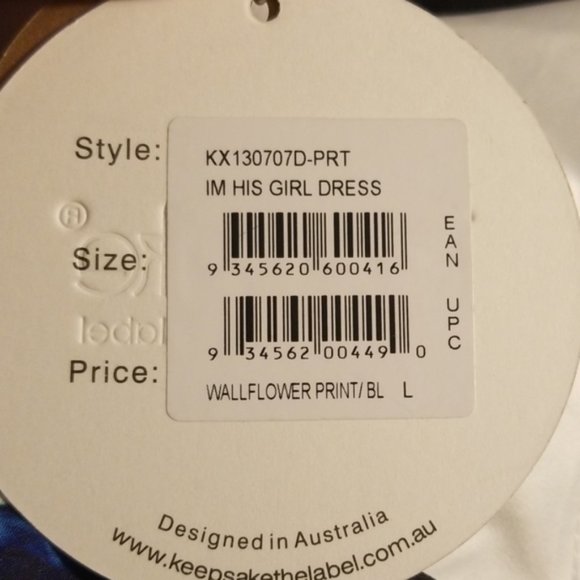 Style:
KX130707D-PRT
IM HIS GIRL DRESS
®
Size:
9 345620 600416
EAN
label
9 34562 00449 0
UPC
Price:
WALLFLOWER PRINT/ BL L
Designed in Australia
www.keepsakethelabel.com.au